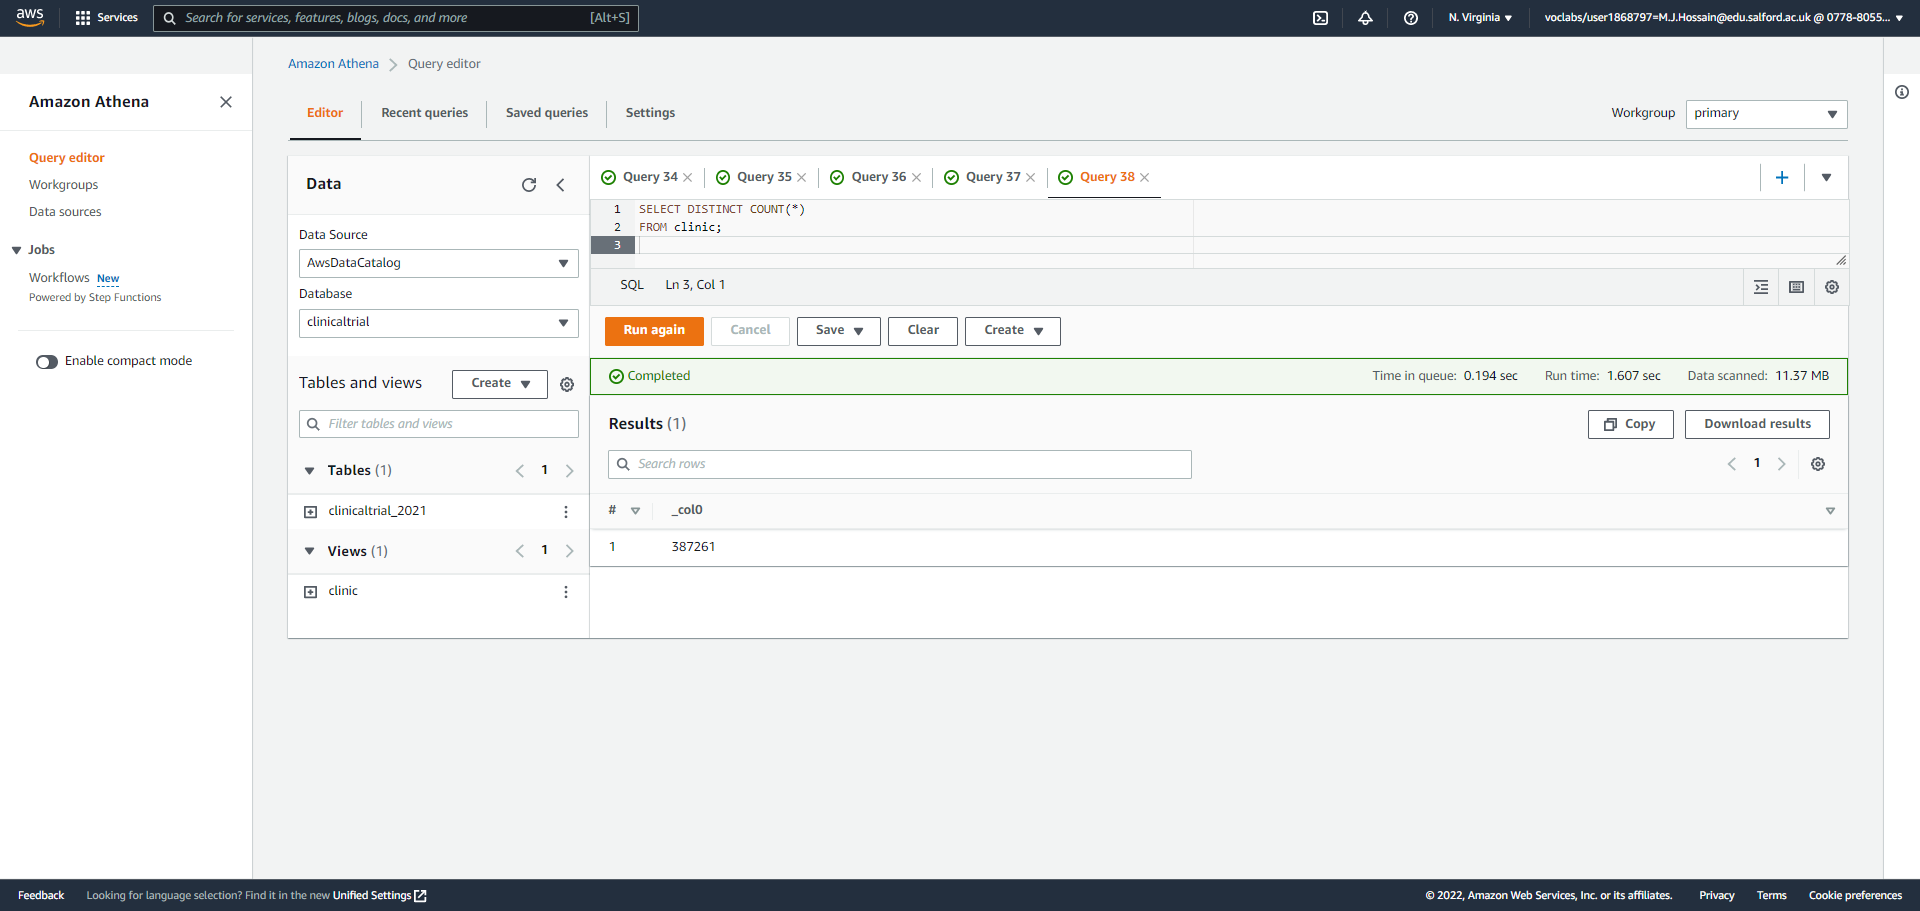 aws
Services
Search for services, features, blogs, docs, and more
[Alt+S]
N. Virginia
voclabs/user1868797=M.J.Hossain@edu.salford.ac.uk @ 0778-8055...
Amazon Athena
Query editor
Workgroups
Data sources
Jobs
Workflows New
Powered by Step Functions
Enable compact mode
Amazon Athena
Query editor
Editor
Recent queries
Saved queries
Settings
Workgroup
primary
Data
Data Source
AwsDataCatalog
Database
clinicaltrial
Tables and views
Create
Filter tables and views
Tables (1)
1
clinicaltrial_2021
Views (1)
1
clinic
Query 34
Query 35
Query 36
Query 37
Query 38
1 SELECT DISTINCT COUNT(*)
2 FROM clinic;
3
SQL
Ln 3, Col 1
Run again
Cancel
Save
Clear
Create
Completed
Time in queue: 0.194 sec
Run time: 1.607 sec
Data scanned: 11.37 MB
Results (1)
Copy
Download results
Search rows
1
# _col0
1 387261
Feedback
Looking for language selection? Find it in the new Unified Settings
© 2022, Amazon Web Services, Inc. or its affiliates.
Privacy
Terms
Cookie preferences